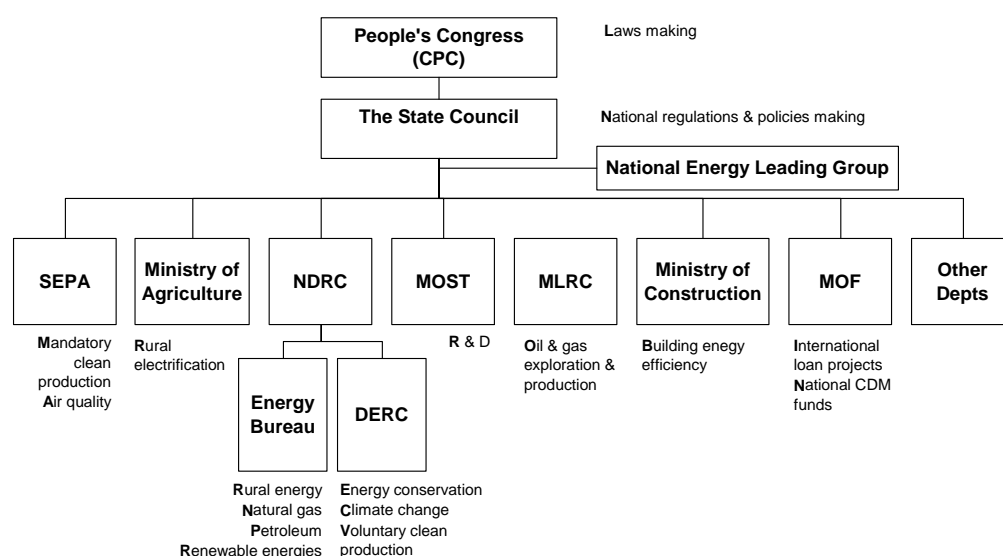 People's Congress
(CPC)
Laws making
The State Council
National regulations & policies making
National Energy Leading Group
SEPA
Ministry of
Agriculture
NDRC
MOST
MLRC
Ministry of
Construction
MOF
Other
Depts
Mandatory
clean
production
Air quality
Rural
electrification
R & D
Oil & gas
exploration &
production
Building enegy
efficiency
International
loan projects
National CDM
funds
Energy
Bureau
DERC
Rural energy
Natural gas
Petroleum
Renewable energies
Energy conservation
Climate change
Voluntary clean
production